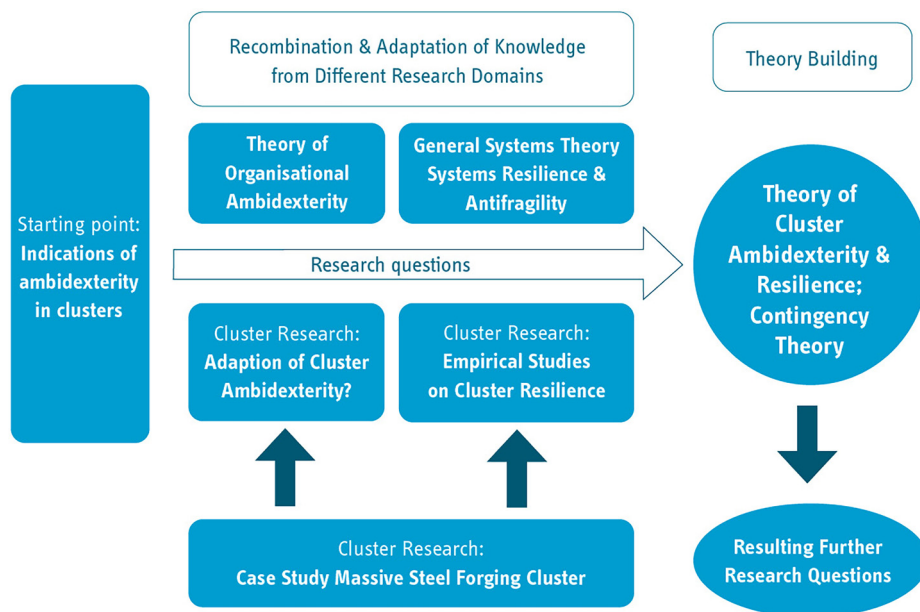 Recombination & Adaptation of Knowledge
from Different Research Domains
Theory Building
Starting point:
Indications of
ambidexterity
in clusters
Theory of
Organisational
Ambidexterity
General Systems Theory
Systems Resilience &
Antifragility
Research questions
Cluster Research:
Adaption of Cluster
Ambidexterity?
Cluster Research:
Empirical Studies
on Cluster Resilience
Theory of
Cluster
Ambidexterity &
Resilience;
Contingency
Theory
Cluster Research:
Case Study Massive Steel Forging Cluster
Resulting Further
Research Questions